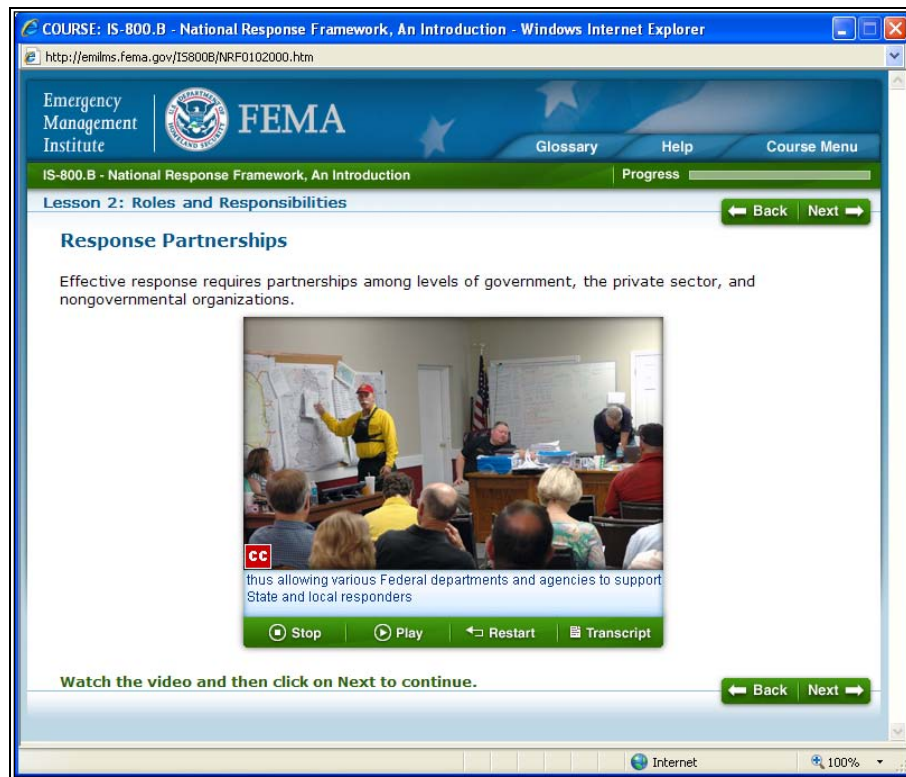 COURSE: IS-800.B - National Response Framework, An Introduction - Windows Internet Explorer
http://emilms.fema.gov/IS800B/NRF0102000.htm
Emergency
Management
Institute
FEMA
Glossary
Help
Course Menu
IS-800.B - National Response Framework, An Introduction
Progress
Lesson 2: Roles and Responsibilities
Back
Next
Response Partnerships
Effective response requires partnerships among levels of government, the private sector, and
nongovernmental organizations.
cc
thus allowing various Federal departments and agencies to support
State and local responders
Stop
Play
Restart
Transcript
Watch the video and then click on Next to continue.
Back
Next
Internet
100%